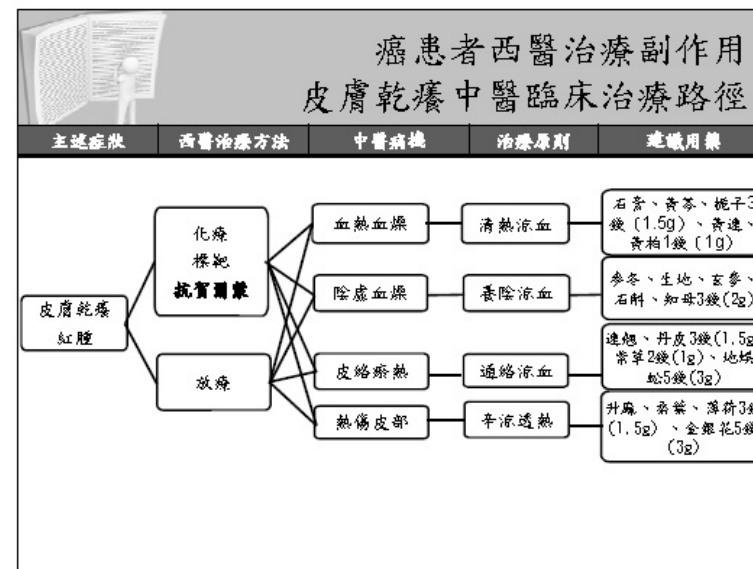 癌患者西醫治療副作用
皮膚乾癢中醫臨床治療路徑
主述症狀
西醫治療方法
中醫病機
治療原則
建議用藥
皮膚乾癢
紅腫
化療
標靶
放療
血熱血燥
陰虛血燥
皮絡瘀熱
熱傷皮部
清熱涼血
養陰涼血
通絡涼血
辛涼透熱
石膏、黃芩、梔子3
錢(1.5g)、黃連、
黃柏1錢(1g)
參冬、生地、玄參、
石斛、知母3錢(2g)
連翹、丹皮3錢(1.5g
紫草2錢(1g)、地
5錢(3g)
升麻、桑葉、薄荷3錢
(1.5g)、金銀花5錢
(3g)